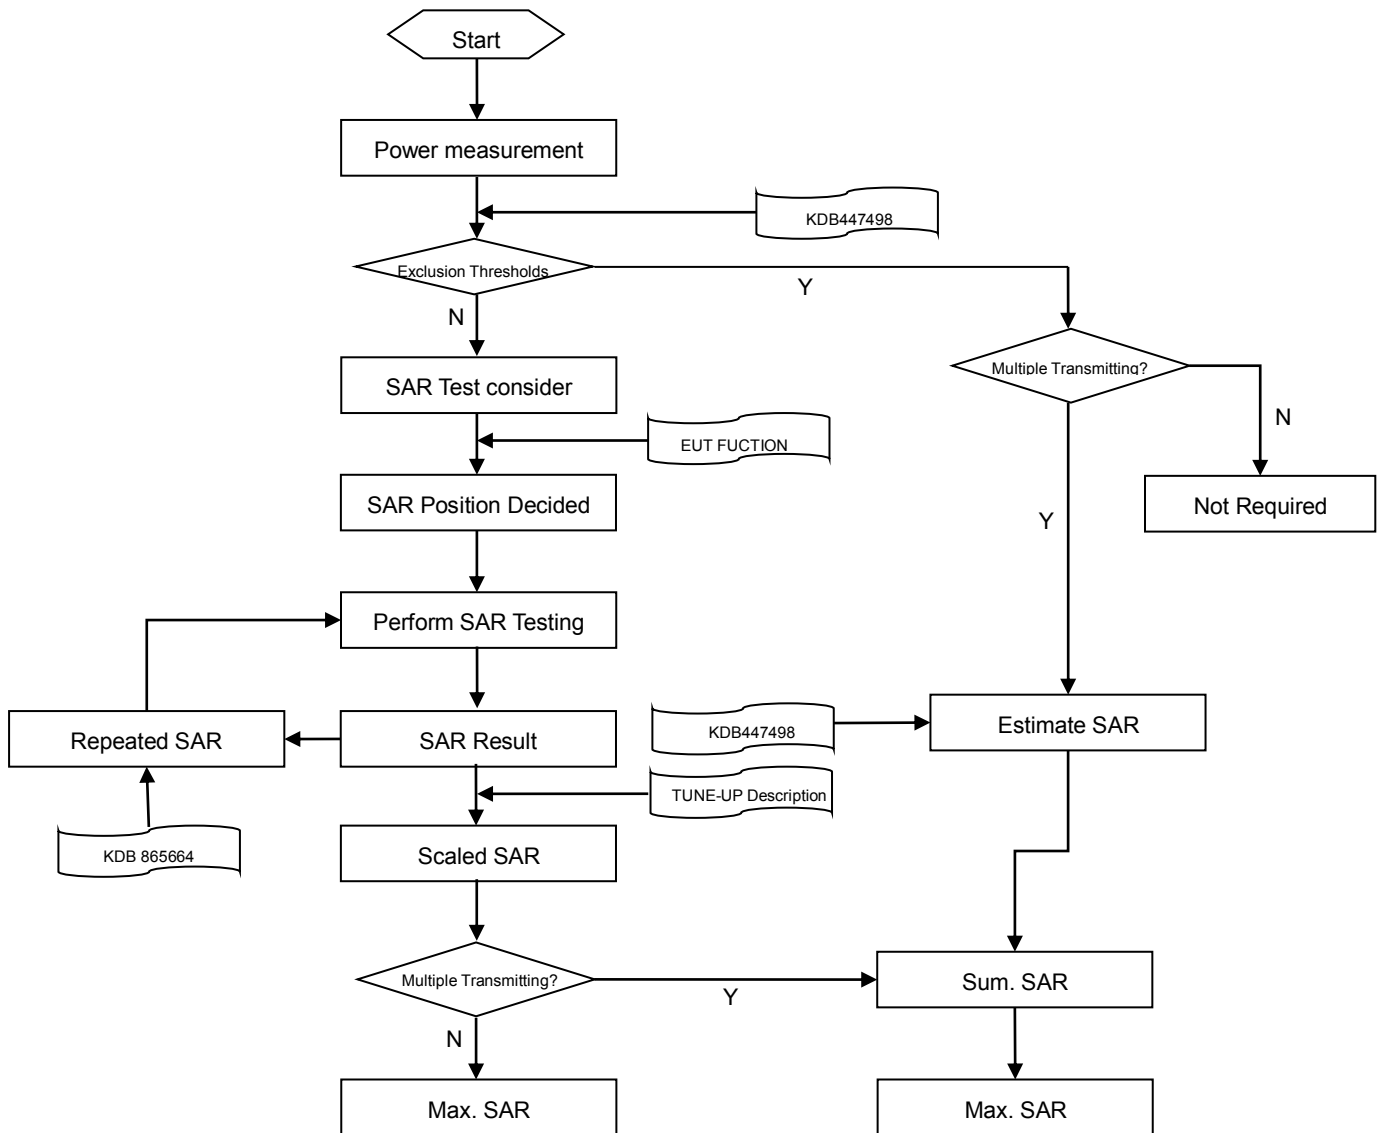 Start
Power measurement
KDB447498
Exclusion Thresholds
Y
N
Multiple Transmitting?
SAR Test consider
N
EUT FUCTION
SAR Position Decided
Not Required
Y
Perform SAR Testing
Repeated SAR
SAR Result
KDB447498
Estimate SAR
TUNE-UP Description
KDB 865664
Scaled SAR
Multiple Transmitting?
Y
Sum. SAR
N
Max. SAR
Max. SAR